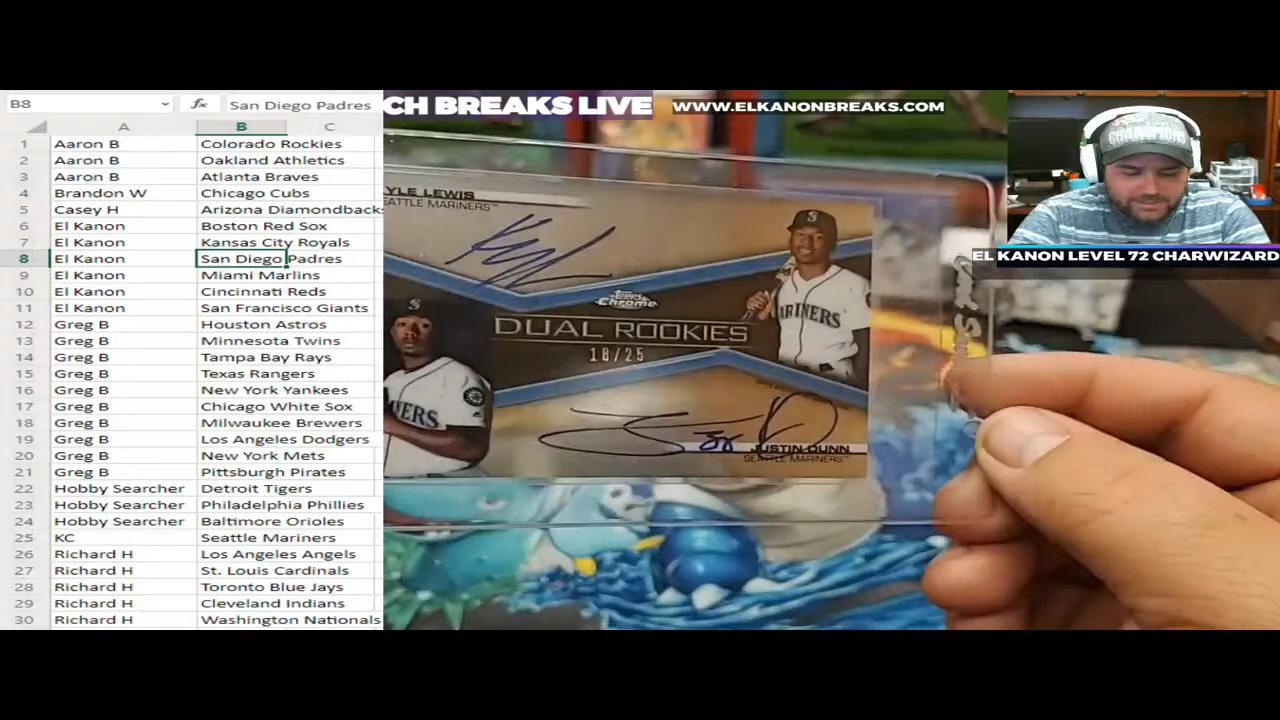 B8 fx San Diego Padres
A B C
1 Aaron B Colorado Rockies
2 Aaron B Oakland Athletics
3 Aaron B Atlanta Braves
4 Brandon W Chicago Cubs
5 Casey H Arizona Diamondbacks
6 El Kanon Boston Red Sox
7 El Kanon Kansas City Royals
8 El Kanon San Diego Padres
9 El Kanon Miami Marlins
10 El Kanon Cincinnati Reds
11 El Kanon San Francisco Giants
12 Greg B Houston Astros
13 Greg B Minnesota Twins
14 Greg B Tampa Bay Rays
15 Greg B Texas Rangers
16 Greg B New York Yankees
17 Greg B Chicago White Sox
18 Greg B Milwaukee Brewers
19 Greg B Los Angeles Dodgers
20 Greg B New York Mets
21 Greg B Pittsburgh Pirates
22 Hobby Searcher Detroit Tigers
23 Hobby Searcher Philadelphia Phillies
24 Hobby Searcher Baltimore Orioles
25 KC Seattle Mariners
26 Richard H Los Angeles Angels
27 Richard H St. Louis Cardinals
28 Richard H Toronto Blue Jays
29 Richard H Cleveland Indians
30 Richard H Washington Nationals
CH BREAKS LIVE WWW.ELKANONBREAKS.COM
YLE LEWIS
EATTLE MARINERS™
Topps
Chrome
DUAL ROOKIES
18/25
MARINERS
VERS
JUSTIN DUNN
SEATTLE MARINERS™
CHAMPIONS
EL KANON LEVEL 72 CHARWIZARD